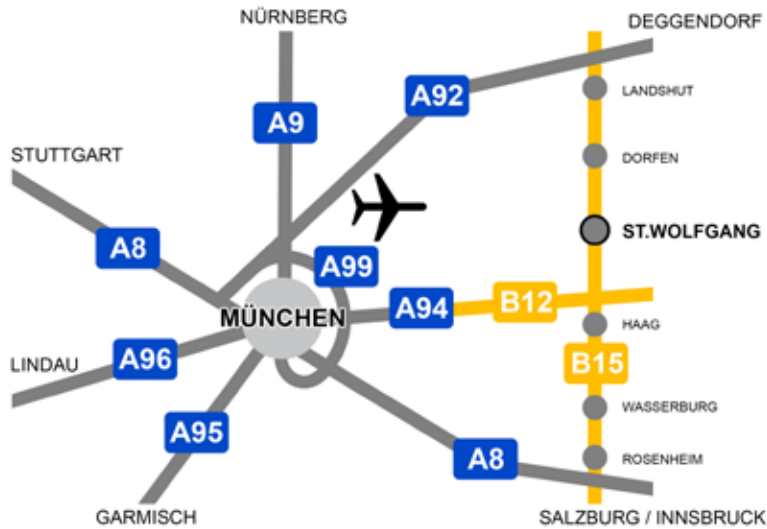 NÜRNBERG
DEGGENDORF
A92
LANDSHUT
A9
STUTTGART
DORFEN
ST.WOLFGANG
A8
A99
B12
A94
MÜNCHEN
HAAG
LINDAU
A96
B15
WASSERBURG
A95
A8
ROSENHEIM
GARMISCH
SALZBURG / INNSBRUCK